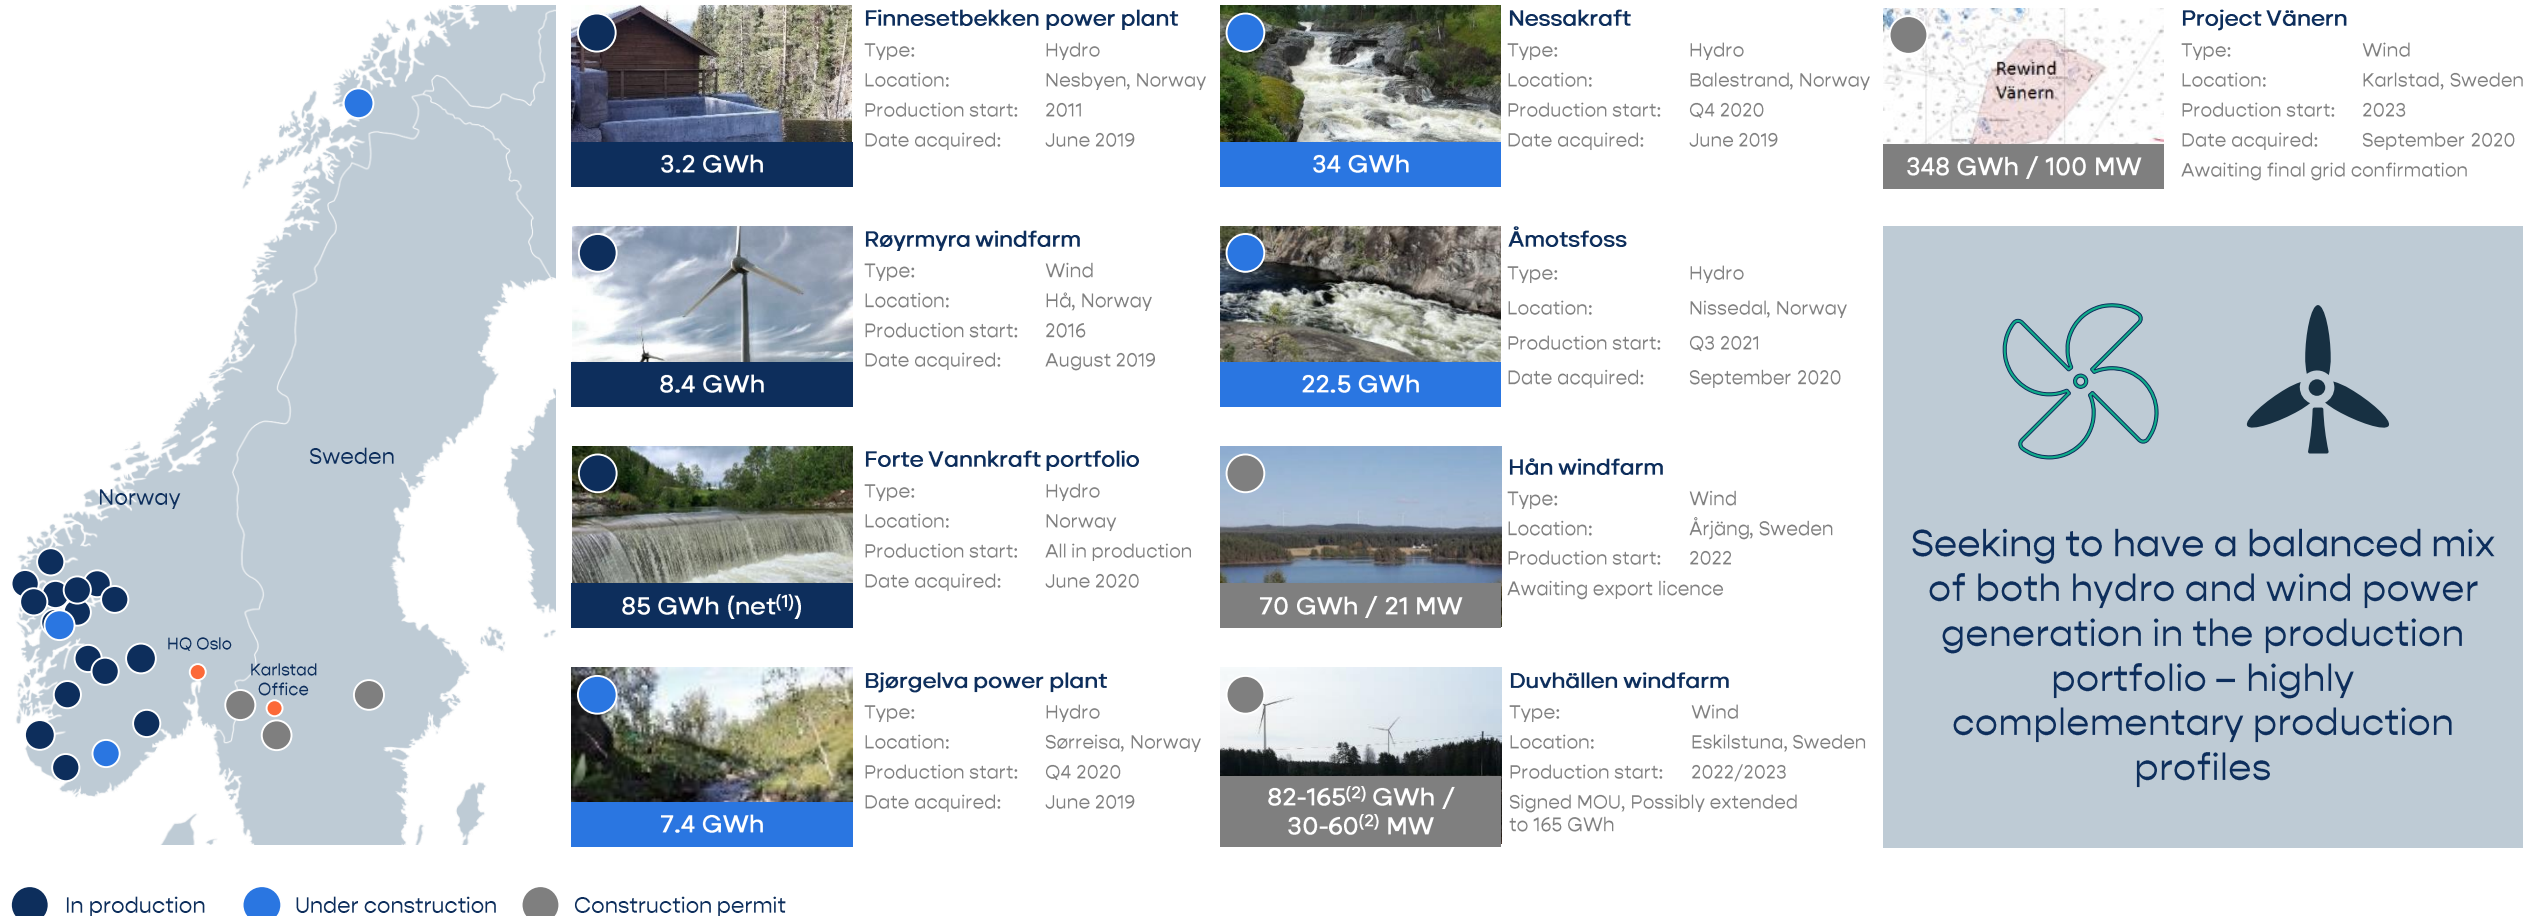 Norway
Sweden
HQ Oslo
Karlstad
Office
In production
Under construction
Construction permit
Finnesetbekken power plant
Type: Hydro
Location: Nesbyen, Norway
Production start: 2011
Date acquired: June 2019
3.2 GWh
Røyrmyra windfarm
Type: Wind
Location: Hå, Norway
Production start: 2016
Date acquired: August 2019
8.4 GWh
Forte Vannkraft portfolio
Type: Hydro
Location: Norway
Production start: All in production
Date acquired: June 2020
85 GWh (net(1))
Bjørgelva power plant
Type: Hydro
Location: Sørreisa, Norway
Production start: Q4 2020
Date acquired: June 2019
7.4 GWh
Nessakraft
Type: Hydro
Location: Balestrand, Norway
Production start: Q4 2020
Date acquired: June 2019
34 GWh
Åmotsfoss
Type: Hydro
Location: Nissedal, Norway
Production start: Q3 2021
Date acquired: September 2020
22.5 GWh
Hån windfarm
Type: Wind
Location: Årjäng, Sweden
Production start: 2022
Awaiting export licence
70 GWh / 21 MW
Duvhällen windfarm
Type: Wind
Location: Eskilstuna, Sweden
Production start: 2022/2023
Signed MOU, Possibly extended
to 165 GWh
82-165(2) GWh /
30-60(2) MW
Project Vänern
Type: Wind
Location: Karlstad, Sweden
Production start: 2023
Date acquired: September 2020
Awaiting final grid confirmation
Rewind
Vänern
348 GWh / 100 MW
Seeking to have a balanced mix
of both hydro and wind power
generation in the production
portfolio – highly
complementary production
profiles